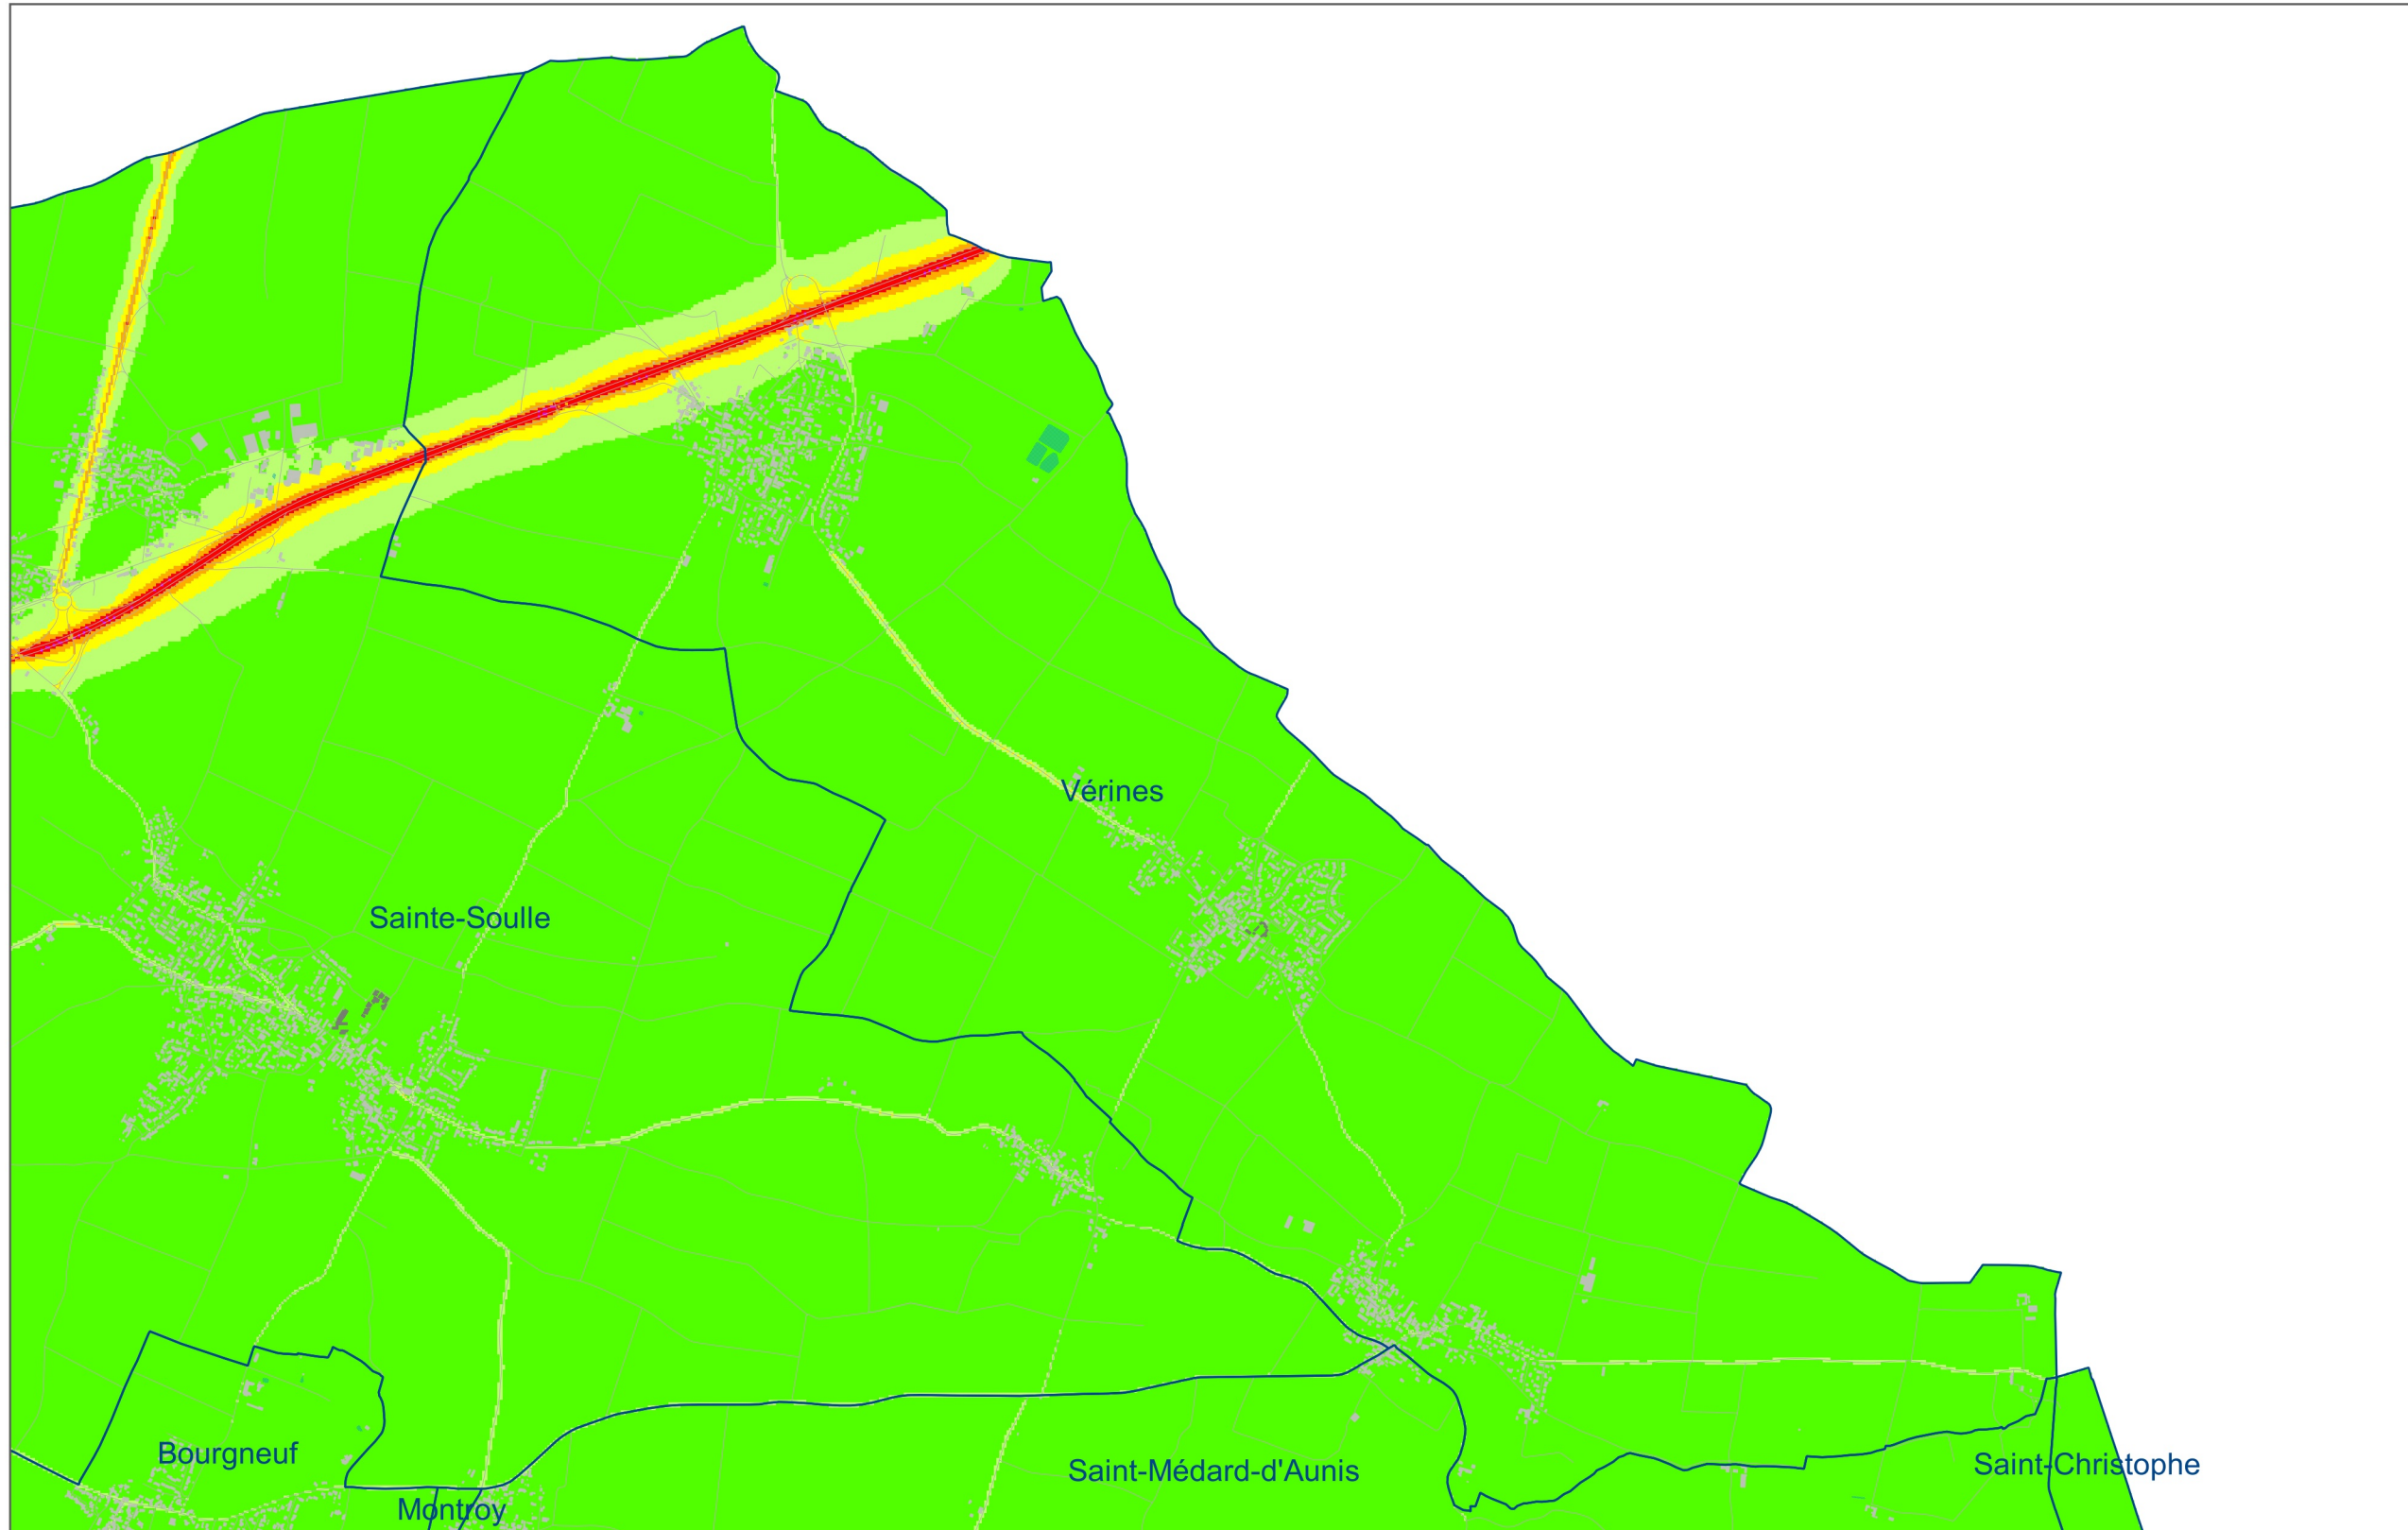 Vérines
Sainte-Soulle
Bourgneuf
Saint-Médard-d'Aunis
Saint-Christophe
Montroy